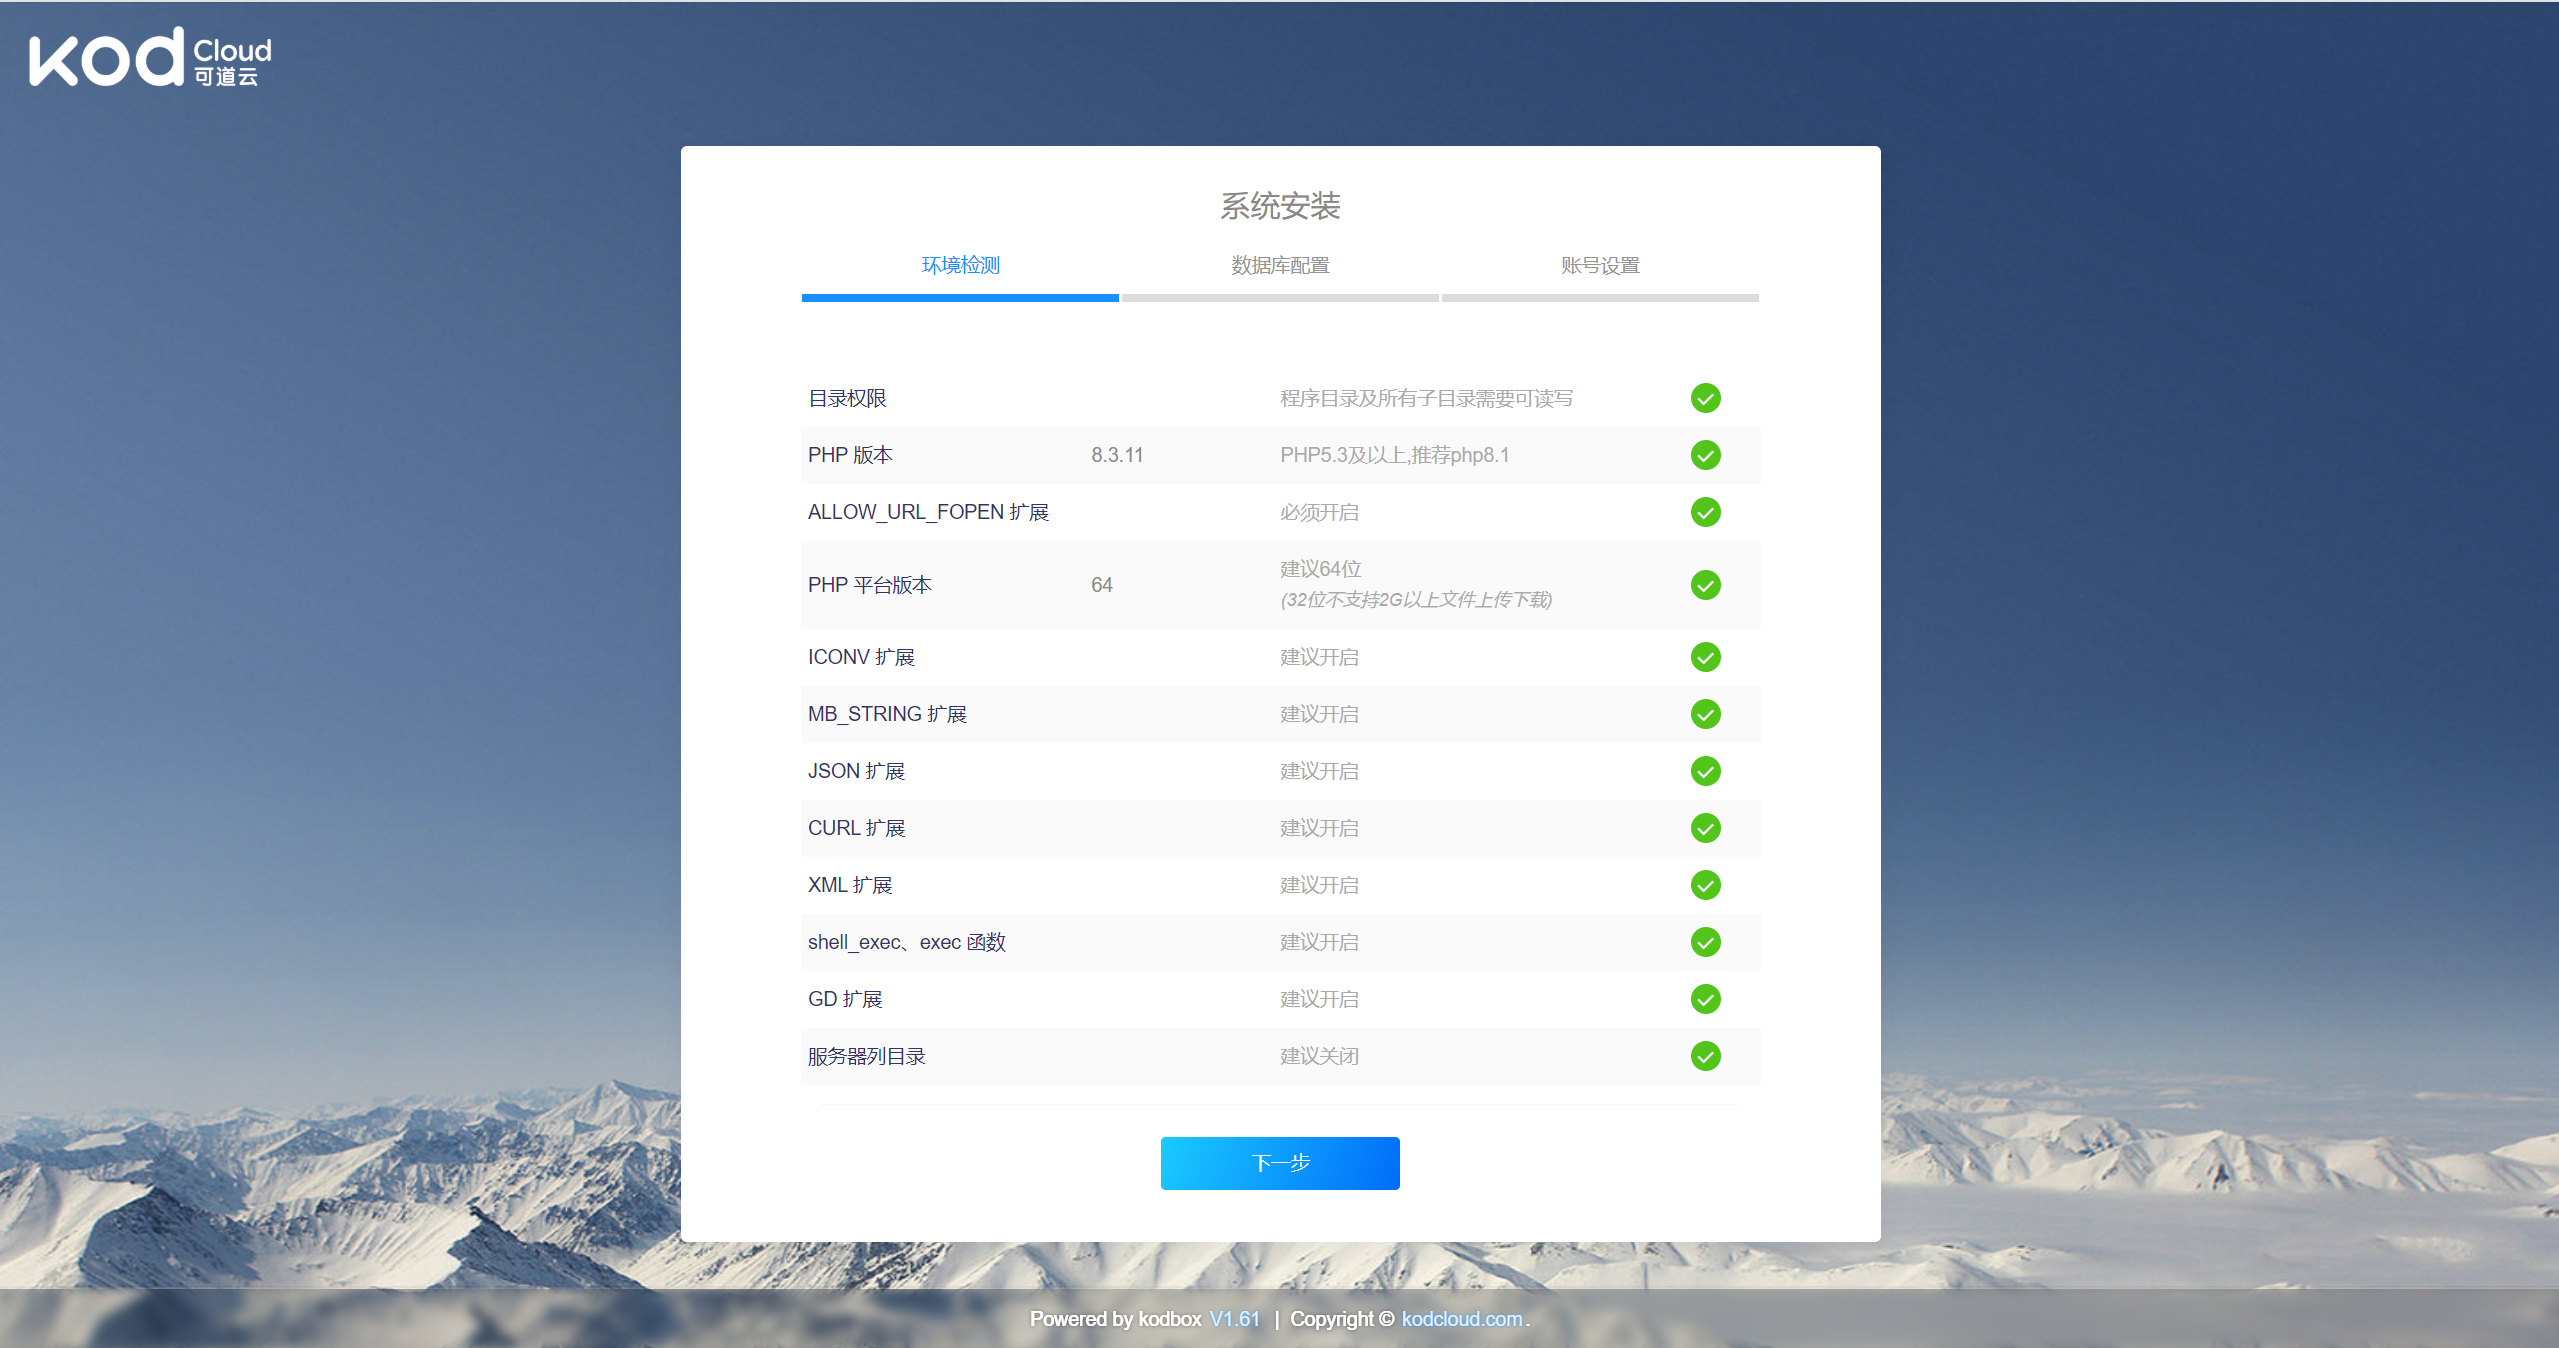 kod Cloud
可道云
系统安装
环境检测 数据库配置 账号设置
目录权限 程序目录及所有子目录需要可读写
PHP 版本 8.3.11 PHP5.3及以上,推荐php8.1
ALLOW_URL_FOPEN 扩展 必须开启
PHP 平台版本 64 建议64位
(32位不支持2G以上文件上传下载)
ICONV 扩展 建议开启
MB_STRING 扩展 建议开启
JSON 扩展 建议开启
CURL 扩展 建议开启
XML 扩展 建议开启
shell_exec、exec 函数 建议开启
GD 扩展 建议开启
服务器列目录 建议关闭
下一步
Powered by kodbox V1.61 | Copyright © kodcloud.com.